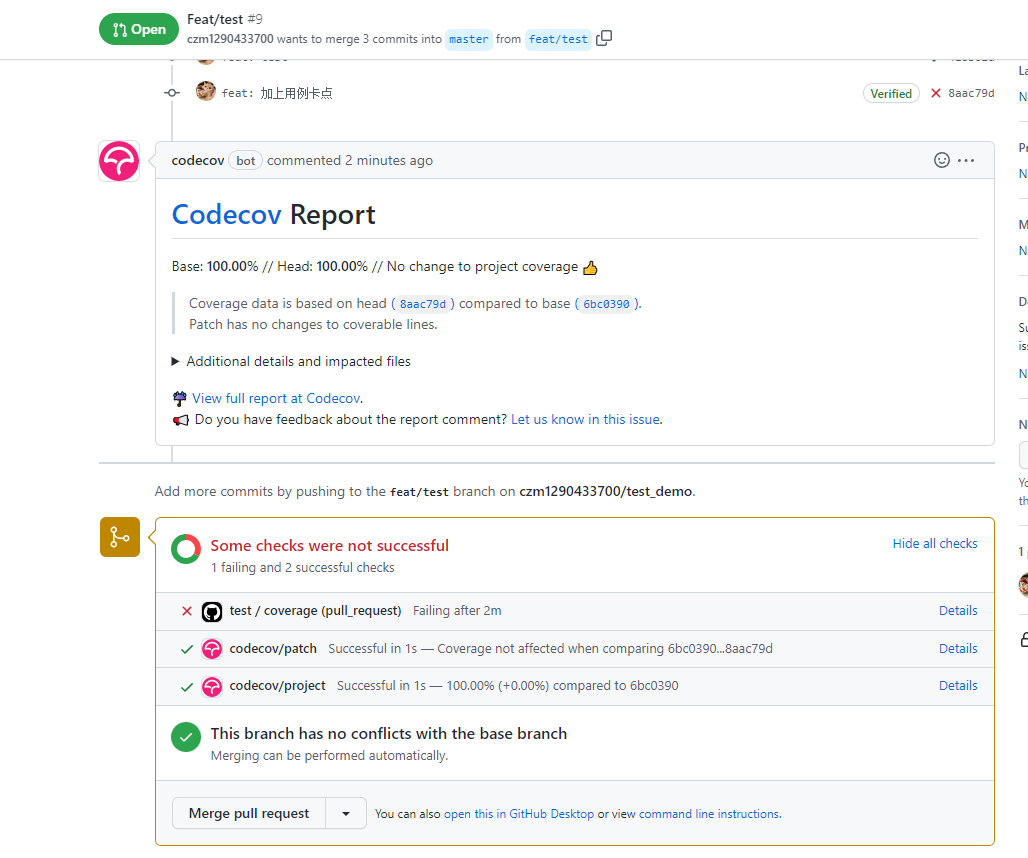 Open
Feat/test #9
czm1290433700 wants to merge 3 commits into master from feat/test
feat: 加上用例卡点
Verified
8aac79d
codecov bot commented 2 minutes ago
Codecov Report
Base: 100.00% // Head: 100.00% // No change to project coverage 👍
Coverage data is based on head (8aac79d) compared to base (6bc0390).
Patch has no changes to coverable lines.
Additional details and impacted files
View full report at Codecov.
Do you have feedback about the report comment? Let us know in this issue.
Add more commits by pushing to the feat/test branch on czm1290433700/test_demo.
Some checks were not successful
Hide all checks
1 failing and 2 successful checks
test / coverage (pull_request) Failing after 2m Details
codecov/patch Successful in 1s — Coverage not affected when comparing 6bc0390...8aac79d Details
codecov/project Successful in 1s — 100.00% (+0.00%) compared to 6bc0390 Details
This branch has no conflicts with the base branch
Merging can be performed automatically.
Merge pull request
You can also open this in GitHub Desktop or view command line instructions.